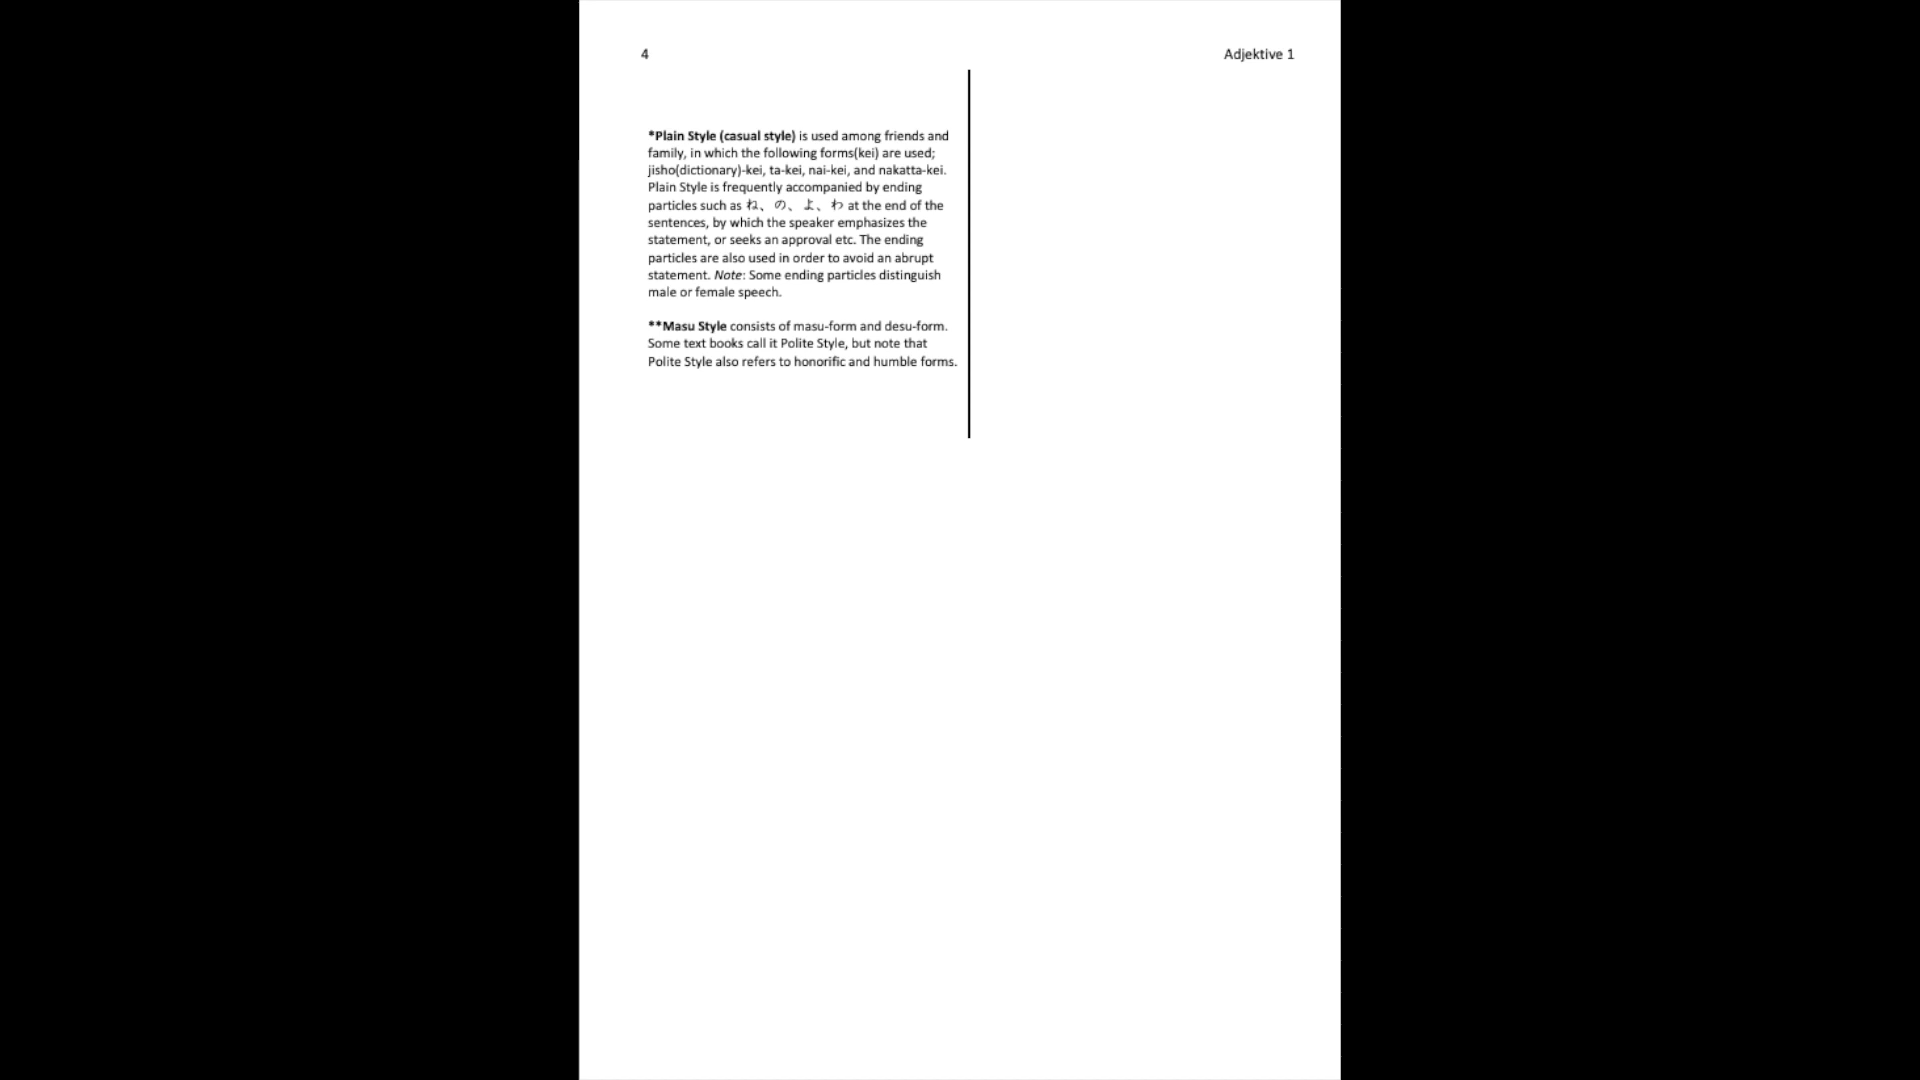 4
Adjektive 1
*Plain Style (casual style) is used among friends and
family, in which the following forms(kei) are used;
jisho(dictionary)-kei, ta-kei, nai-kei, and nakatta-kei.
Plain Style is frequently accompanied by ending
particles such as ね、の、よ、わ at the end of the
sentences, by which the speaker emphasizes the
statement, or seeks an approval etc. The ending
particles are also used in order to avoid an abrupt
statement. Note: Some ending particles distinguish
male or female speech.
**Masu Style consists of masu-form and desu-form.
Some text books call it Polite Style, but note that
Polite Style also refers to honorific and humble forms.